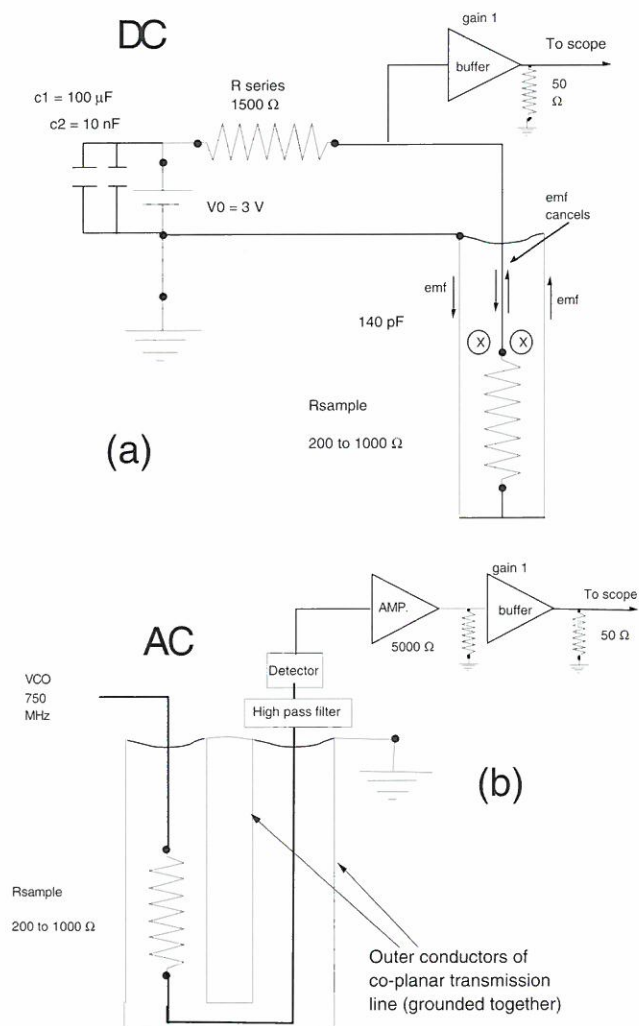 DC
gain 1
buffer
To scope
50
Ω
R series
1500 Ω
c1 = 100 µF
c2 = 10 nF
V0 = 3 V
emf
cancels
emf
emf
140 pF
X
X
Rsample
200 to 1000 Ω
(a)
AC
gain 1
AMP.
buffer
To scope
5000 Ω
50 Ω
Detector
High pass filter
VCO
750
MHz
(b)
Rsample
200 to 1000 Ω
Outer conductors of
co-planar transmission
line (grounded together)